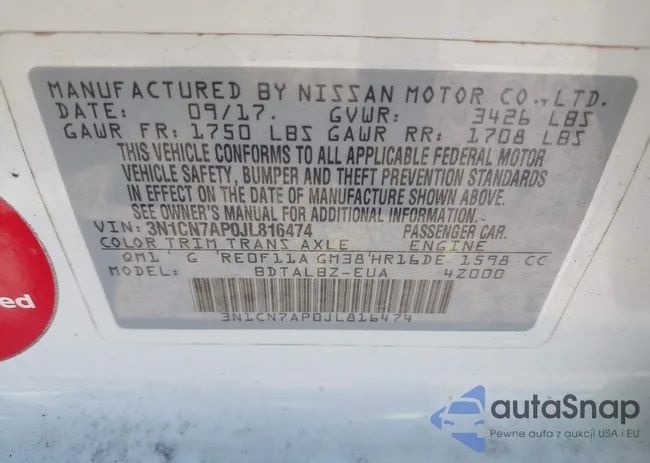 MANUFACTURED BY NISSAN MOTOR CO., LTD.
DATE: 09/17. GVWR: 3426 LBS
GAWR FR: 1750 LBS GAWR RR: 1708 LBS
THIS VEHICLE CONFORMS TO ALL APPLICABLE FEDERAL MOTOR
VEHICLE SAFETY, BUMPER AND THEFT PREVENTION STANDARDS
IN EFFECT ON THE DATE OF MANUFACTURE SHOWN ABOVE.
SEE OWNER'S MANUAL FOR ADDITIONAL INFORMATION.
VIN: 3N1CN7AP0JL816474 PASSENGER CAR.
COLOR TRIM TRANS AXLE ENGINE
QM1 G RE0F11A GM38 HR16DE 1598 CC
MODEL: BDTALBZ-EUA 4Z000
3N1CN7AP0JL816474
ed
autaSnap
Pewne auta z aukcji USA i EU